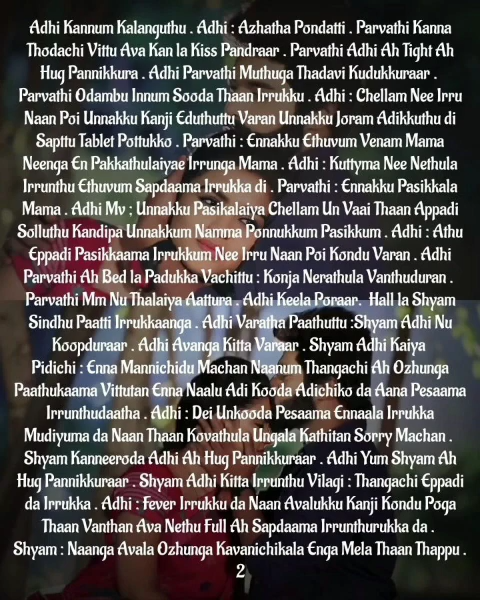 Adhi Kannum Kalanguthu . Adhi : Azhatha Pondatti . Parvathi Kanna
Thodachi Vittu Ava Kan la Kiss Pandraar . Parvathi Adhi Ah Tight Ah
Hug Pannikkura . Adhi Parvathi Muthuga Thadavi Kudukkuraar .
Parvathi Odambu Innum Sooda Thaan Irrukku . Adhi : Chellam Nee Irru
Naan Poi Unnakku Kanji Eduthuttu Varan Unnakku Joram Adikkuthu di
Sapttu Tablet Pottukko . Parvathi : Ennakku Ethuvum Venam Mama
Neenga En Pakkathulaiyae Irrunga Mama . Adhi : Kuttyma Nee Nethula
Irrunthu Ethuvum Sapdaama Irrukka di . Parvathi : Ennakku Pasikkala
Mama . Adhi Mv ; Unnakku Pasikalaiya Chellam Un Vaai Thaan Appadi
Solluthu Kandipa Unnakkum Namma Ponnukkum Pasikkum . Adhi : Athu
Eppadi Pasikkaama Irrukkum Nee Iru Naan Poi Kondu Varan . Adhi
Parvathi Ah Bed la Padukka Vachittu : Konja Nerathula Vanthuduran .
Parvathi Mm Nu Thalaiya Aattura . Adhi Keela Poraar. Hall la Shyam
Sindhu Paatti Irrukkaanga . Adhi Varatha Paathuttu :Shyam Adhi Nu
Koopduraar . Adhi Avanga Kitta Varaar . Shyam Adhi Kaiya
Pidichi : Enna Mannichidu Machan Naanum Thangachi Ah Ozhunga
Paathukaama Vittutan Enna Naalu Adi Kooda Adichiko da Aana Pesaama
Irrunthudaatha . Adhi : Dei Unkooda Pesaama Ennaala Irrukka
Mudiyuma da Naan Thaan Kovathula Ungala Kathitan Sorry Machan .
Shyam Kanneeroda Adhi Ah Hug Pannikkuraar . Adhi Yum Shyam Ah
Hug Pannikkuraar . Shyam Adhi Kitta Irrunthu Vilagi : Thangachi Eppadi
da Irrukka . Adhi : Fever Irrukku da Naan Avalukku Kanji Kondu Poga
Thaan Vanthan Ava Nethu Full Ah Sapdaama Irrunthurukka da .
Shyam : Naanga Avala Ozhunga Kavanichikala Enga Mela Thaan Thappu .
2